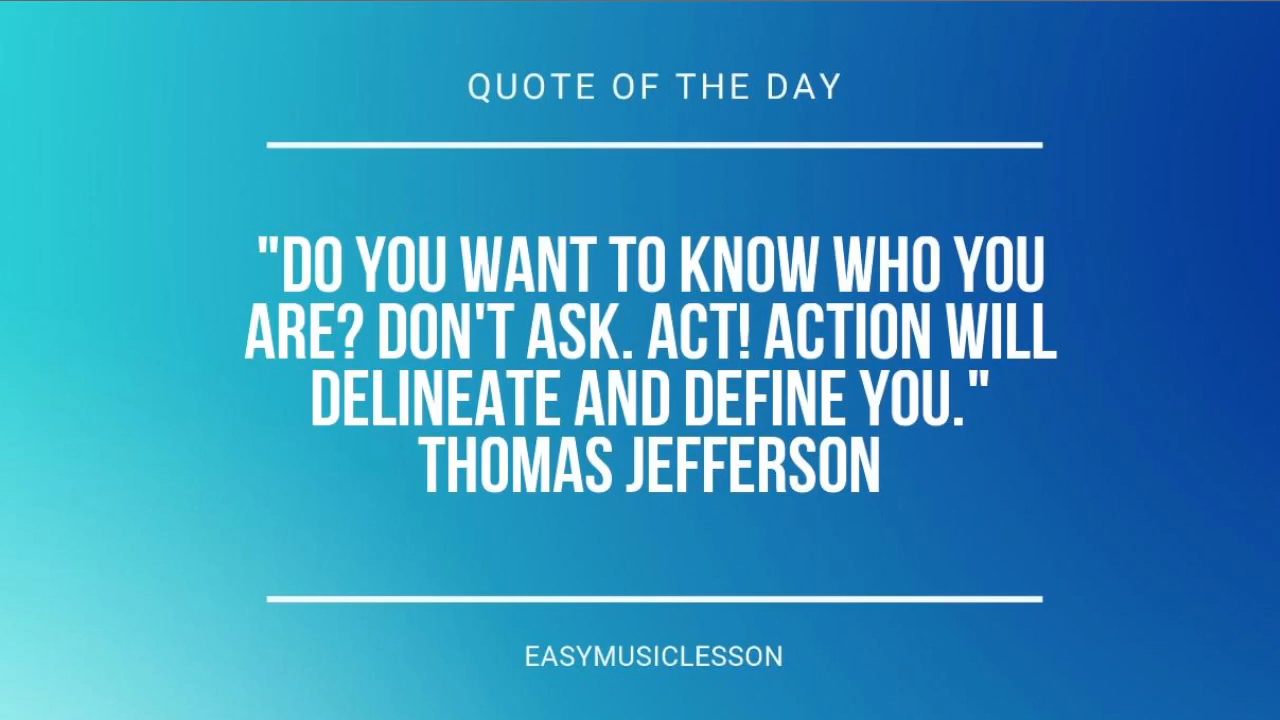 QUOTE OF THE DAY
"DO YOU WANT TO KNOW WHO YOU
ARE? DON'T ASK. ACT! ACTION WILL
DELINEATE AND DEFINE YOU."
THOMAS JEFFERSON
EASYMUSICLESSON